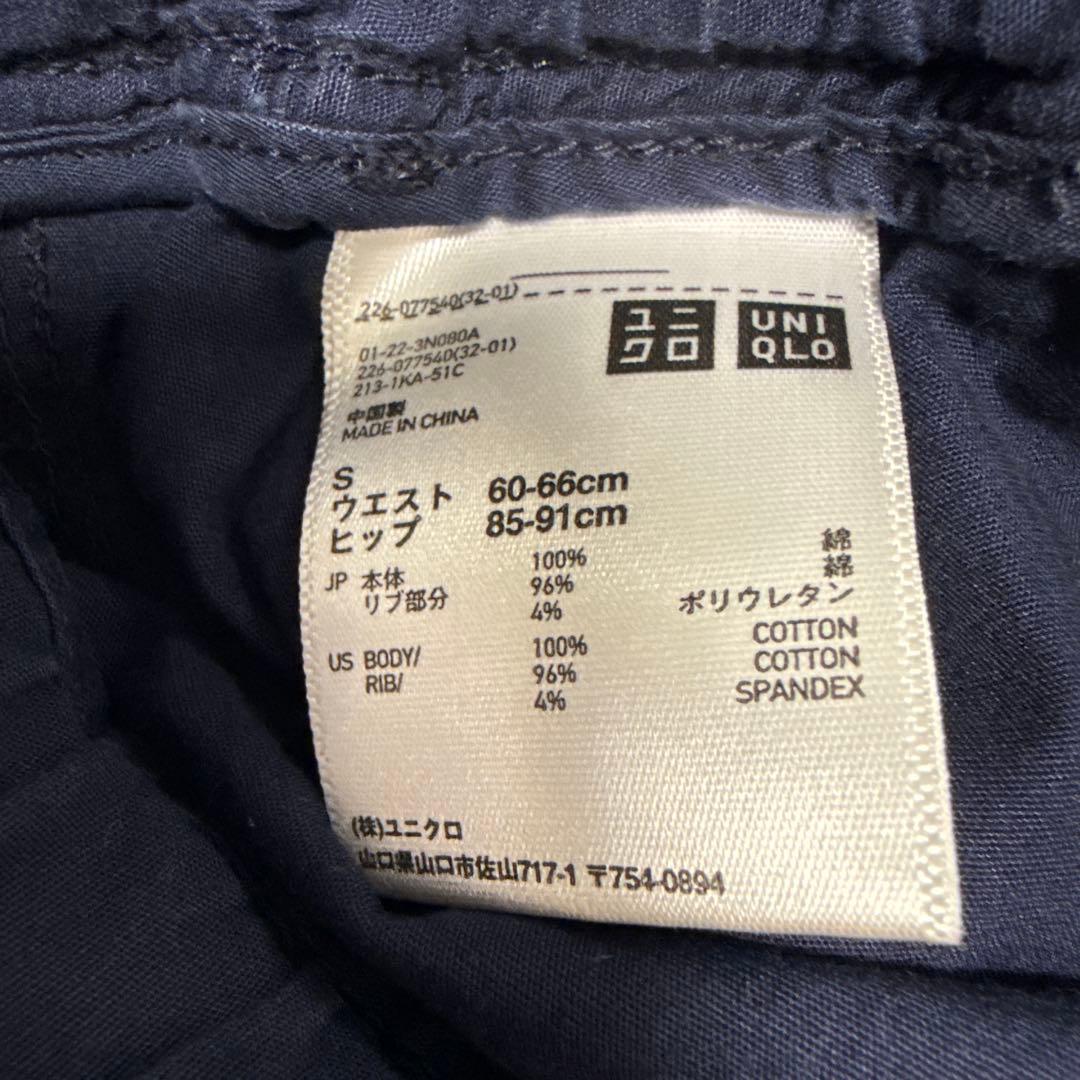 226-077540(32-01)
ユニ
クロ
UNI
QLO
01-22-3N080A
226-077540(32-01)
213-1KA-51C
中国製
MADE IN CHINA
S
ウエスト 60-66cm
ヒップ 85-91cm
JP 本体 100% 綿
リブ部分 96% 綿
4% ポリウレタン
US BODY/ 100% COTTON
RIB/ 96% COTTON
4% SPANDEX
(株)ユニクロ
山口県山口市佐山717-1 〒754-0894